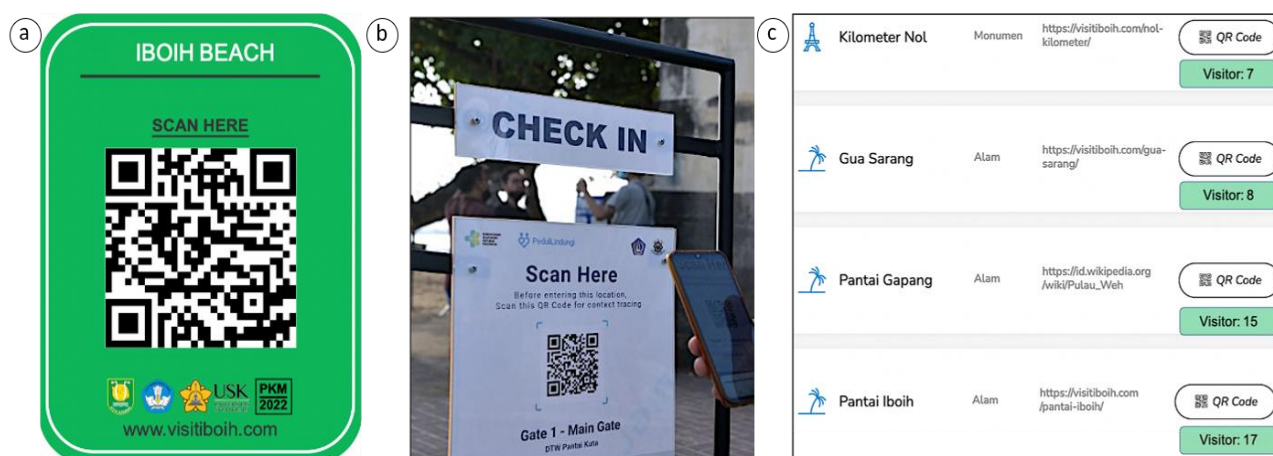 a
IBOIH BEACH
SCAN HERE
USK
PKM
2022
www.visitiboih.com
b
CHECK IN
PeduliLindungi
Scan Here
Before entering this location,
Scan this QR Code for contact tracing
Gate 1 - Main Gate
DTW Pantai Kuta
c
Kilometer Nol
Monumen
https://visitiboih.com/nol-
kilometer/
QR Code
Visitor: 7
Gua Sarang
Alam
https://visitiboih.com/gua-
sarang/
QR Code
Visitor: 8
Pantai Gapang
Alam
https://id.wikipedia.org
/wiki/Pulau_Weh
QR Code
Visitor: 15
Pantai Iboih
Alam
https://visitiboih.com
/pantai-iboih/
QR Code
Visitor: 17